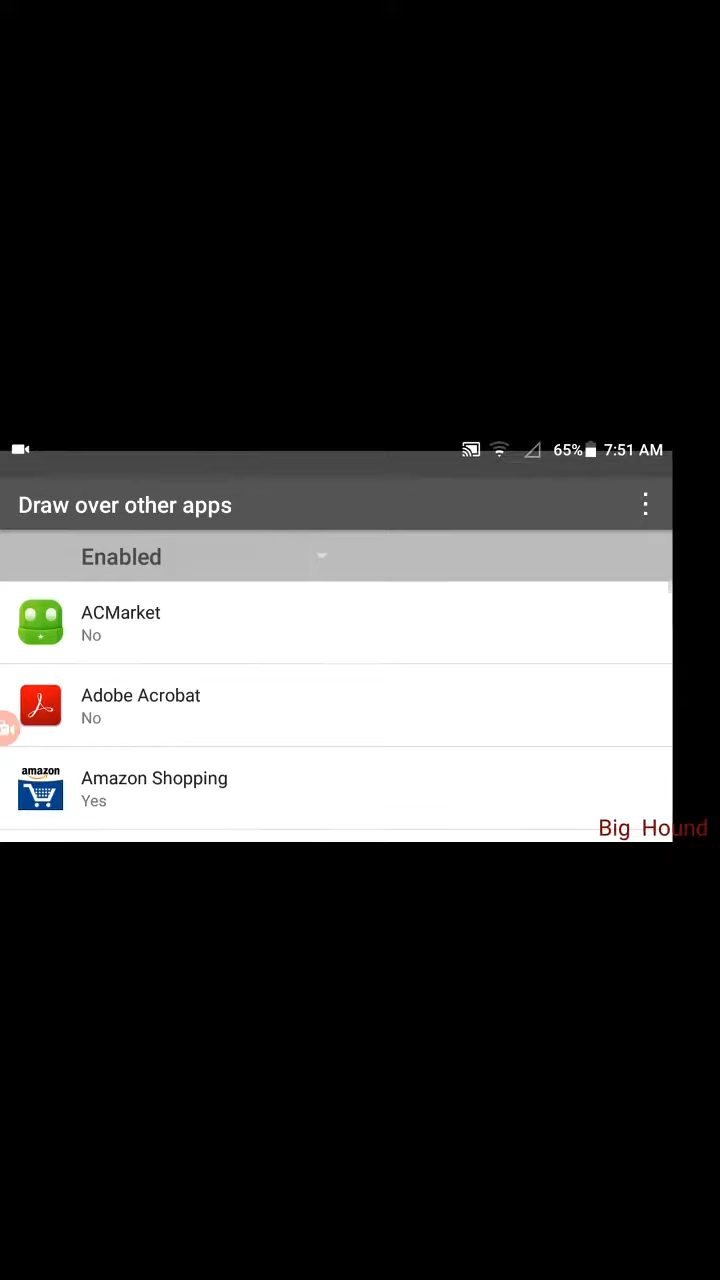 65% 7:51 AM
Draw over other apps
Enabled
ACMarket
No
Adobe Acrobat
No
amazon
Amazon Shopping
Yes
Big Hound